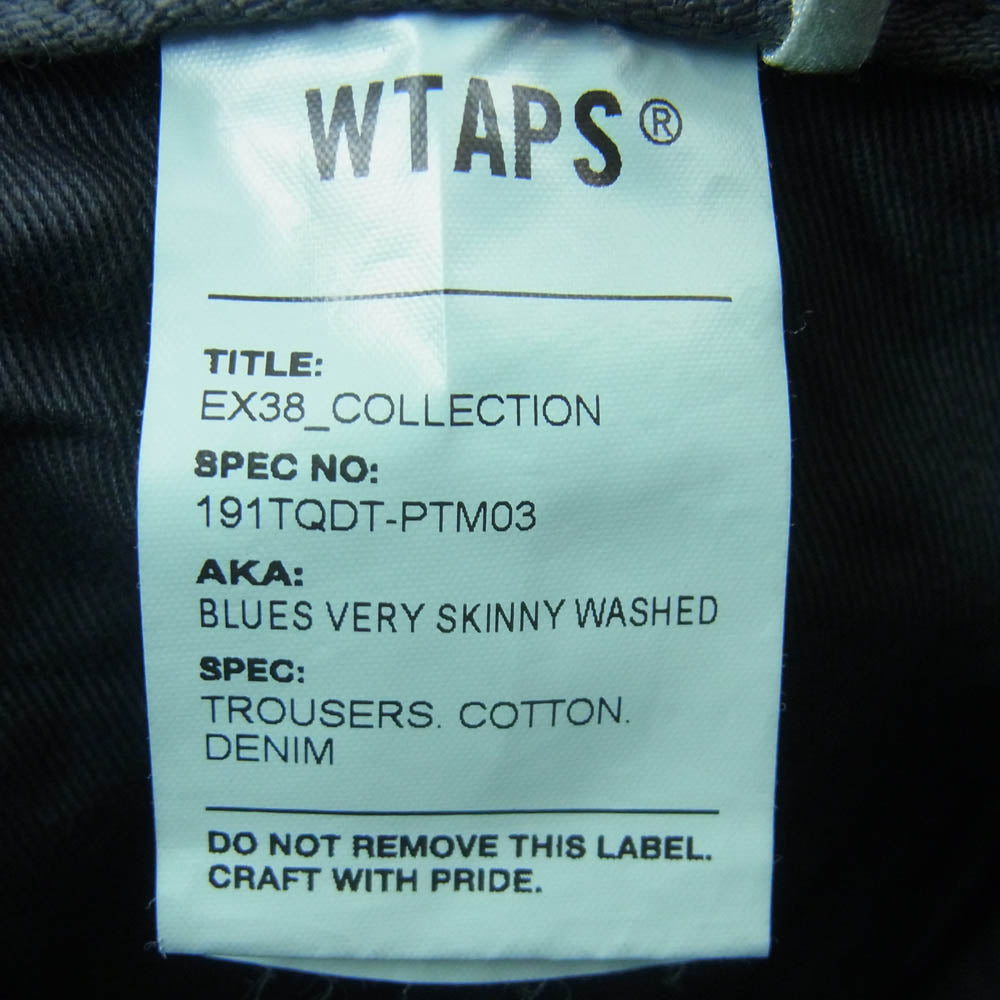 WTAPS®
TITLE:
EX38_COLLECTION
SPEC NO:
191TQDT-PTM03
AKA:
BLUES VERY SKINNY WASHED
SPEC:
TROUSERS. COTTON.
DENIM
DO NOT REMOVE THIS LABEL.
CRAFT WITH PRIDE.